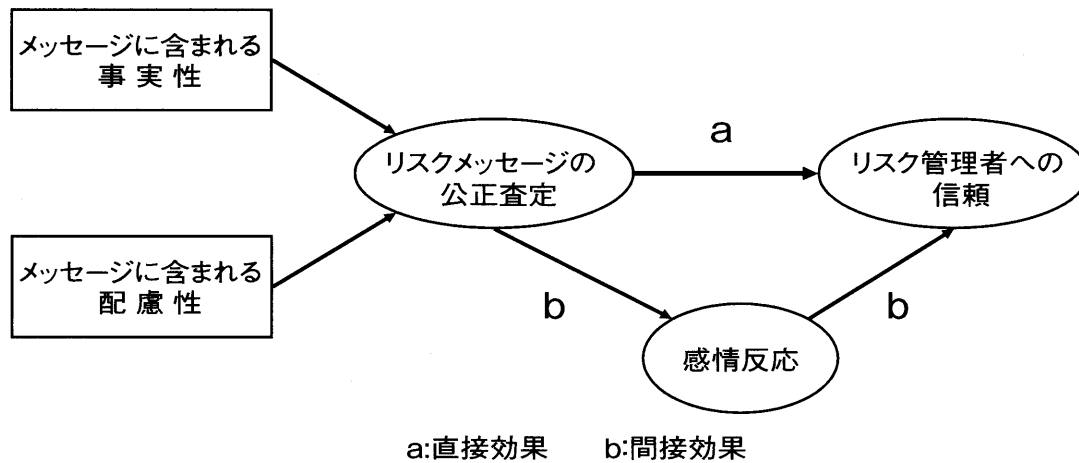 メッセージに含まれる
事 実 性
メッセージに含まれる
配 慮 性
リスクメッセージの
公正査定
a
リスク管理者への
信頼
b
感情反応
b
a:直接効果 b:間接効果